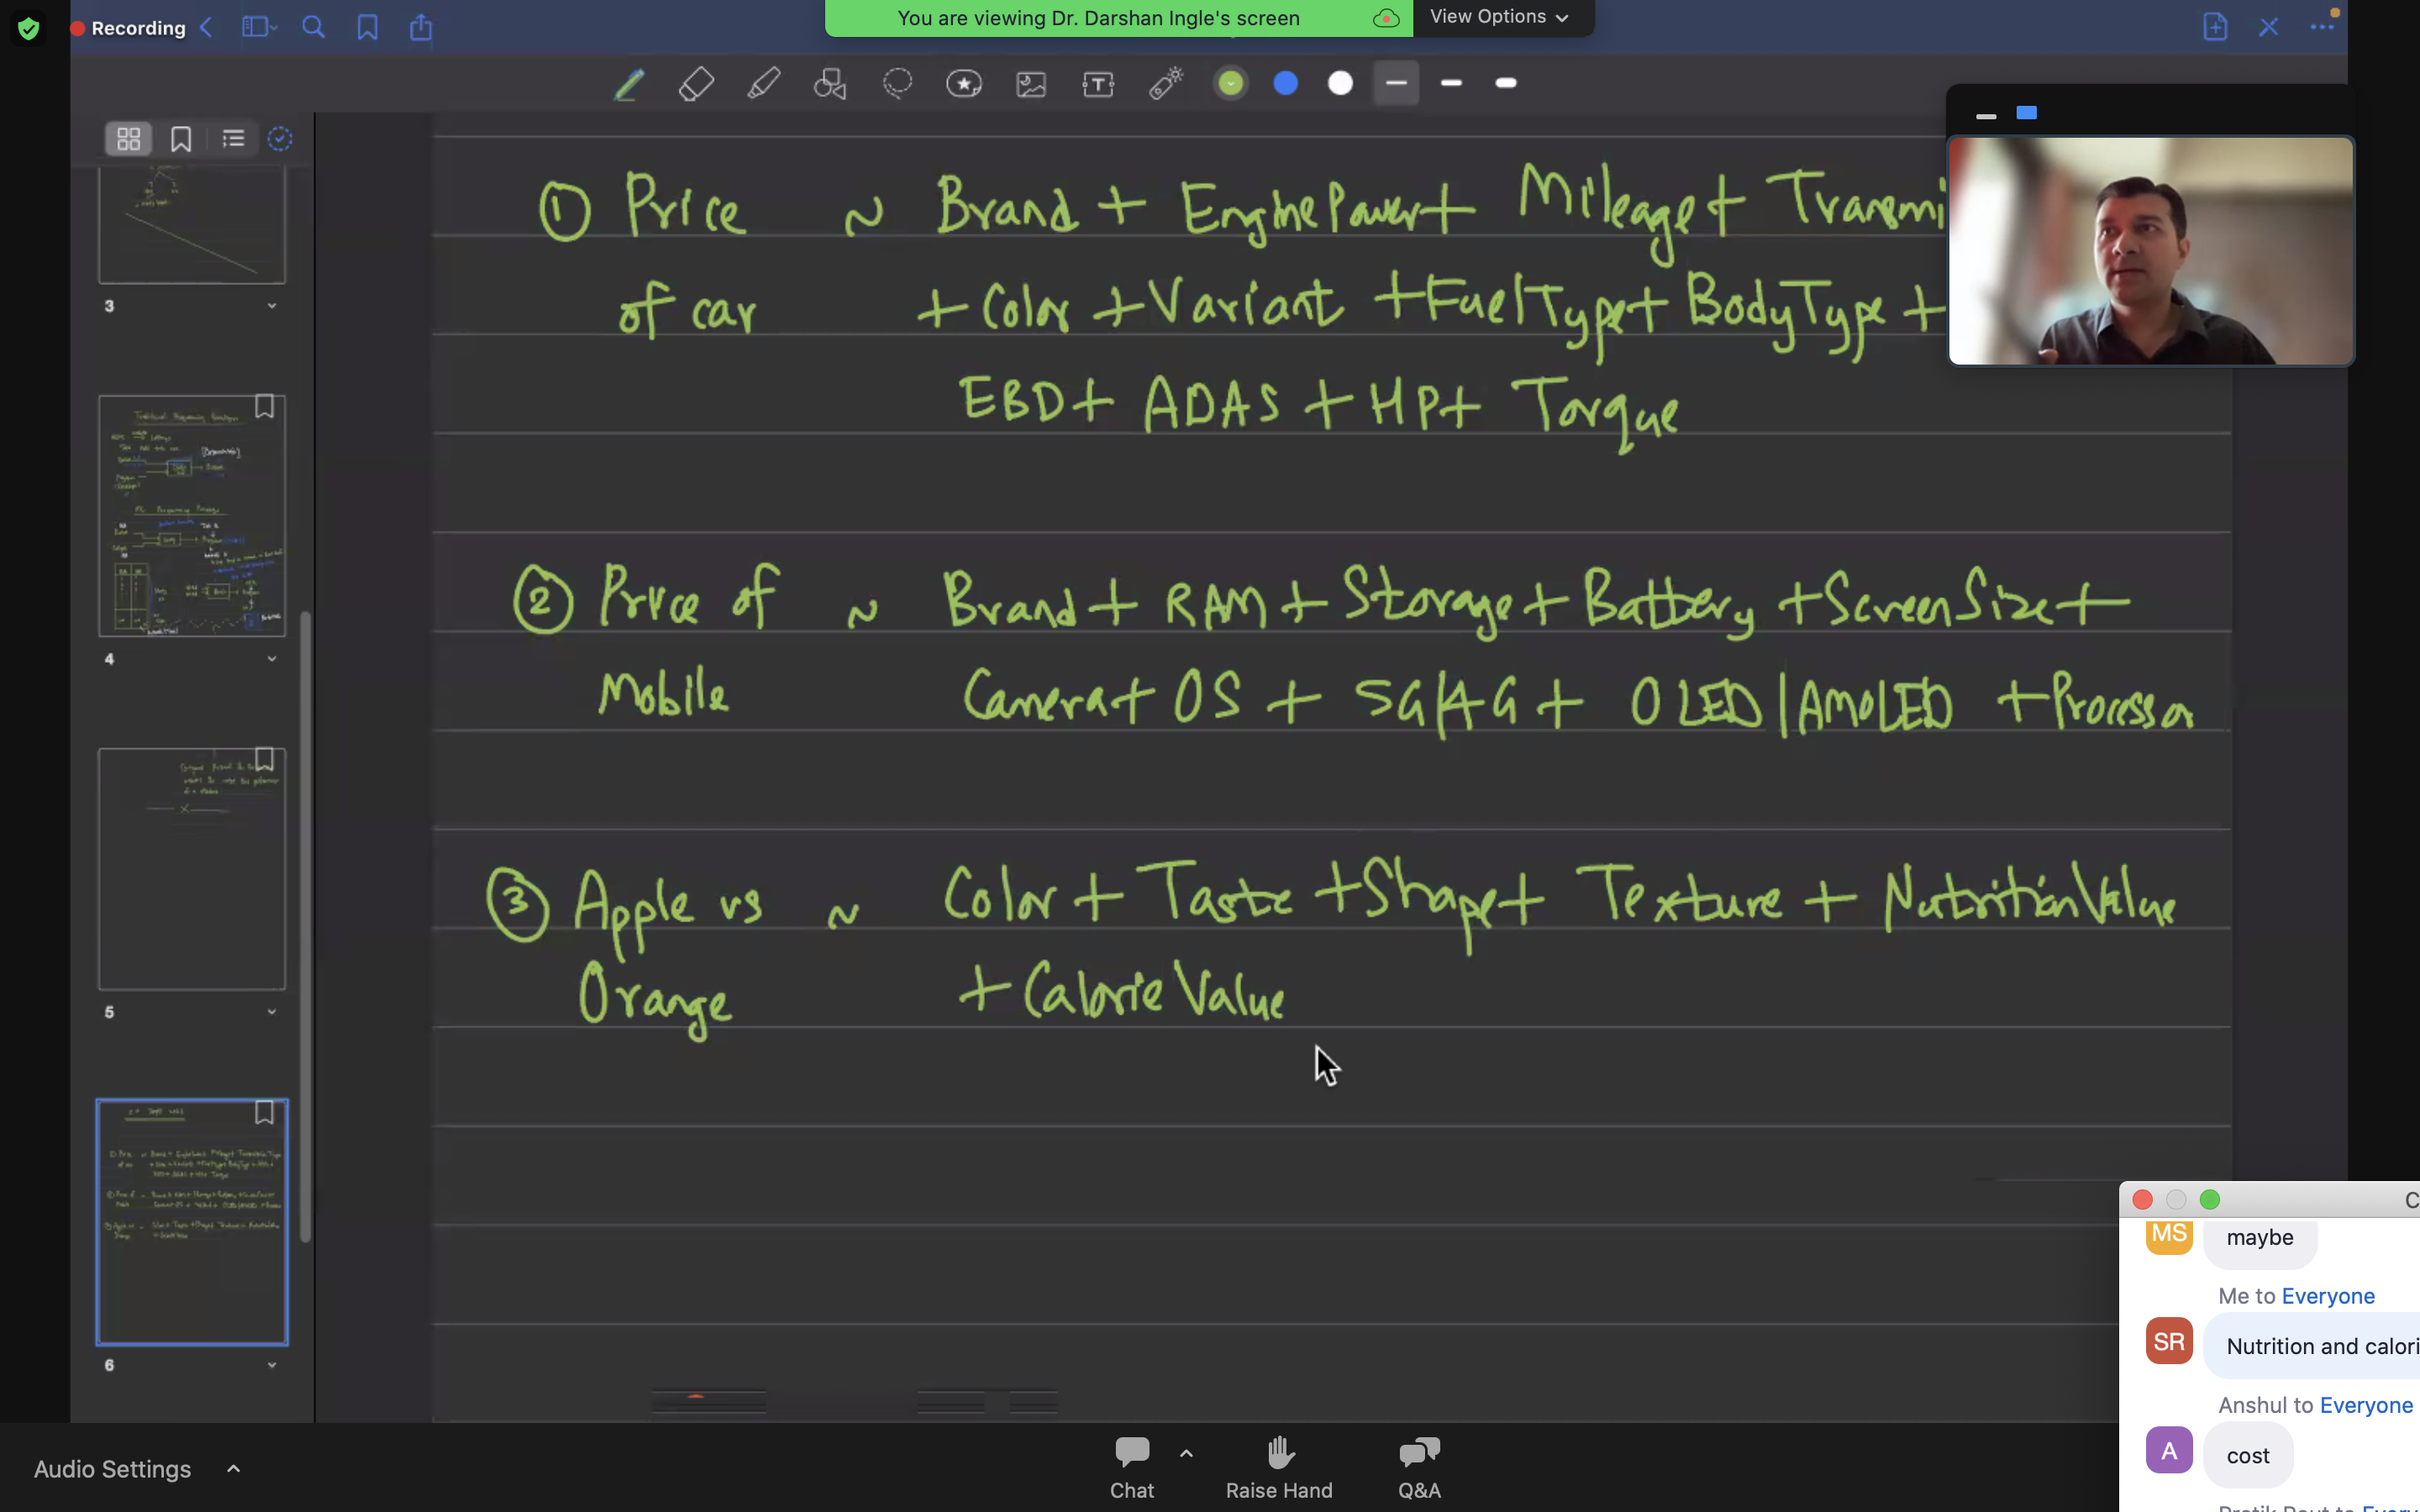 Recording
You are viewing Dr. Darshan Ingle's screen
View Options
① Price ~ Brand + EnginePower+ Mileage+ Transmi
of car + Color + Variant + FuelType+ BodyType +
EBD+ ADAS + HP+ Torque
② Price of ~ Brand + RAM + Storage + Battery + ScreenSize +
Mobile Camera + OS + 5G/4G + OLED | AMOLED + Processor
③ Apple vs ~ Color + Taste + Shape+ Texture + NutritionValue
Orange + CalorieValue
3
4
5
6
MS
maybe
Me to Everyone
SR
Nutrition and calori
Anshul to Everyone
A
cost
Audio Settings
Chat
Raise Hand
Q&A